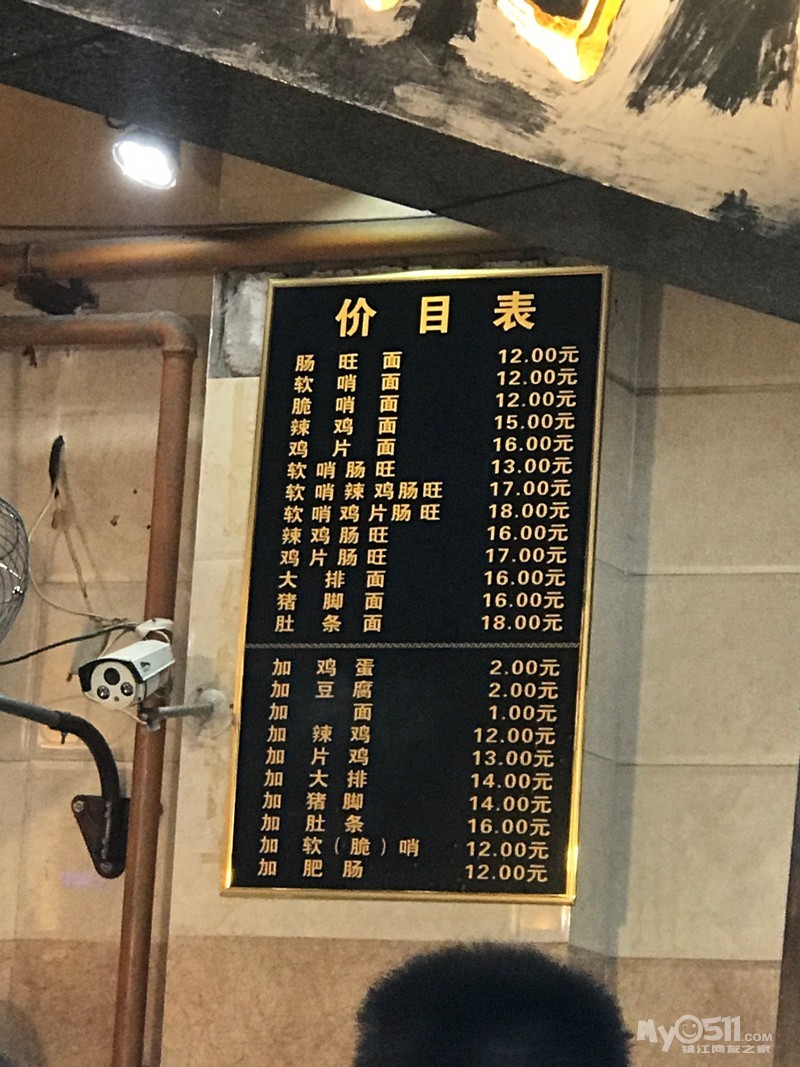 价目表
肠旺面 12.00元
软哨面 12.00元
脆哨面 12.00元
辣鸡面 15.00元
鸡片面 16.00元
软哨肠旺 13.00元
软哨辣鸡肠旺 17.00元
软哨鸡片肠旺 18.00元
辣鸡肠旺 16.00元
鸡片肠旺 17.00元
大排面 16.00元
猪脚面 16.00元
肚条面 18.00元
加鸡蛋 2.00元
加豆腐 2.00元
加面 1.00元
加辣鸡 12.00元
加片鸡 13.00元
加大排 14.00元
加猪脚 14.00元
加肚条 16.00元
加软(脆)哨 12.00元
加肥肠 12.00元
My0511.COM
镇江网友之家